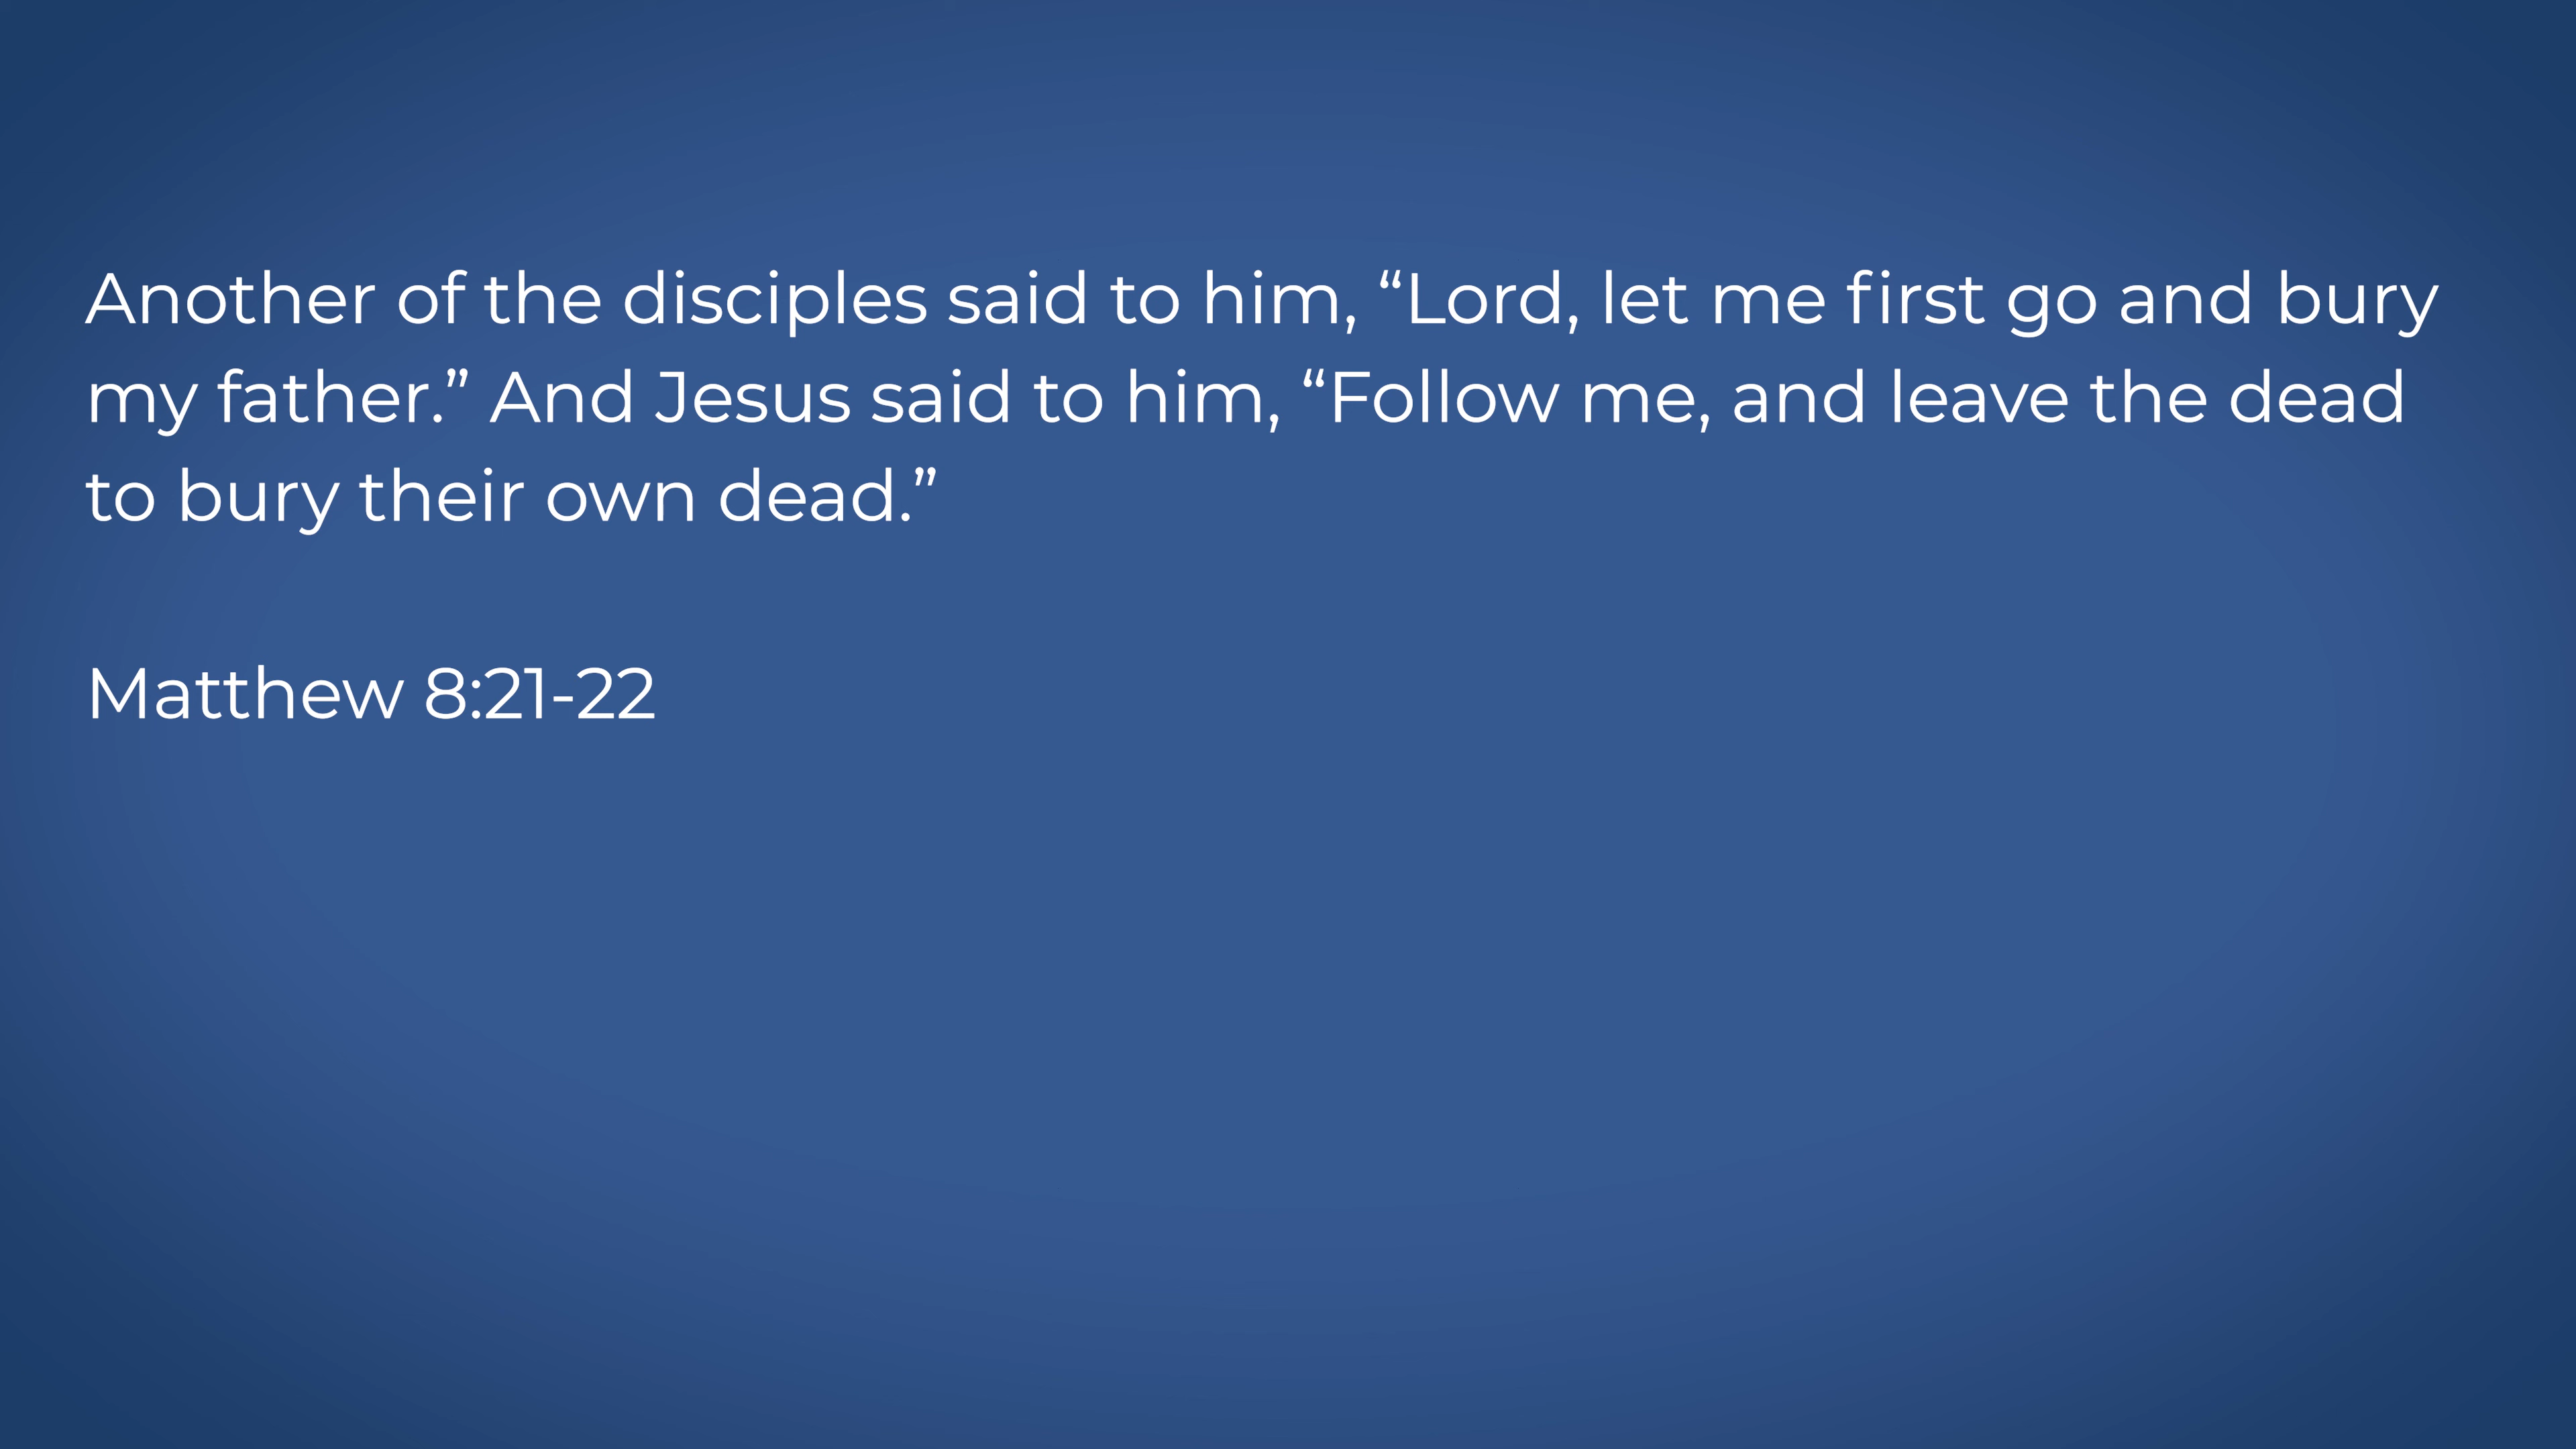 Another of the disciples said to him, “Lord, let me first go and bury
my father.” And Jesus said to him, “Follow me, and leave the dead
to bury their own dead.”
Matthew 8:21-22